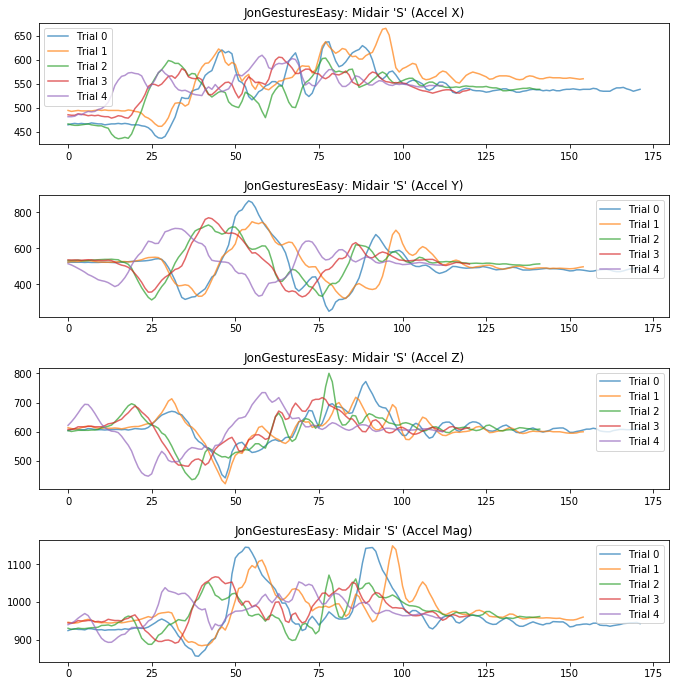 JonGesturesEasy: Midair 'S' (Accel X)
650
600
550
500
450
Trial 0
Trial 1
Trial 2
Trial 3
Trial 4
0 25 50 75 100 125 150 175
JonGesturesEasy: Midair 'S' (Accel Y)
800
600
400
Trial 0
Trial 1
Trial 2
Trial 3
Trial 4
0 25 50 75 100 125 150 175
JonGesturesEasy: Midair 'S' (Accel Z)
800
700
600
500
Trial 0
Trial 1
Trial 2
Trial 3
Trial 4
0 25 50 75 100 125 150 175
JonGesturesEasy: Midair 'S' (Accel Mag)
1100
1000
900
Trial 0
Trial 1
Trial 2
Trial 3
Trial 4
0 25 50 75 100 125 150 175